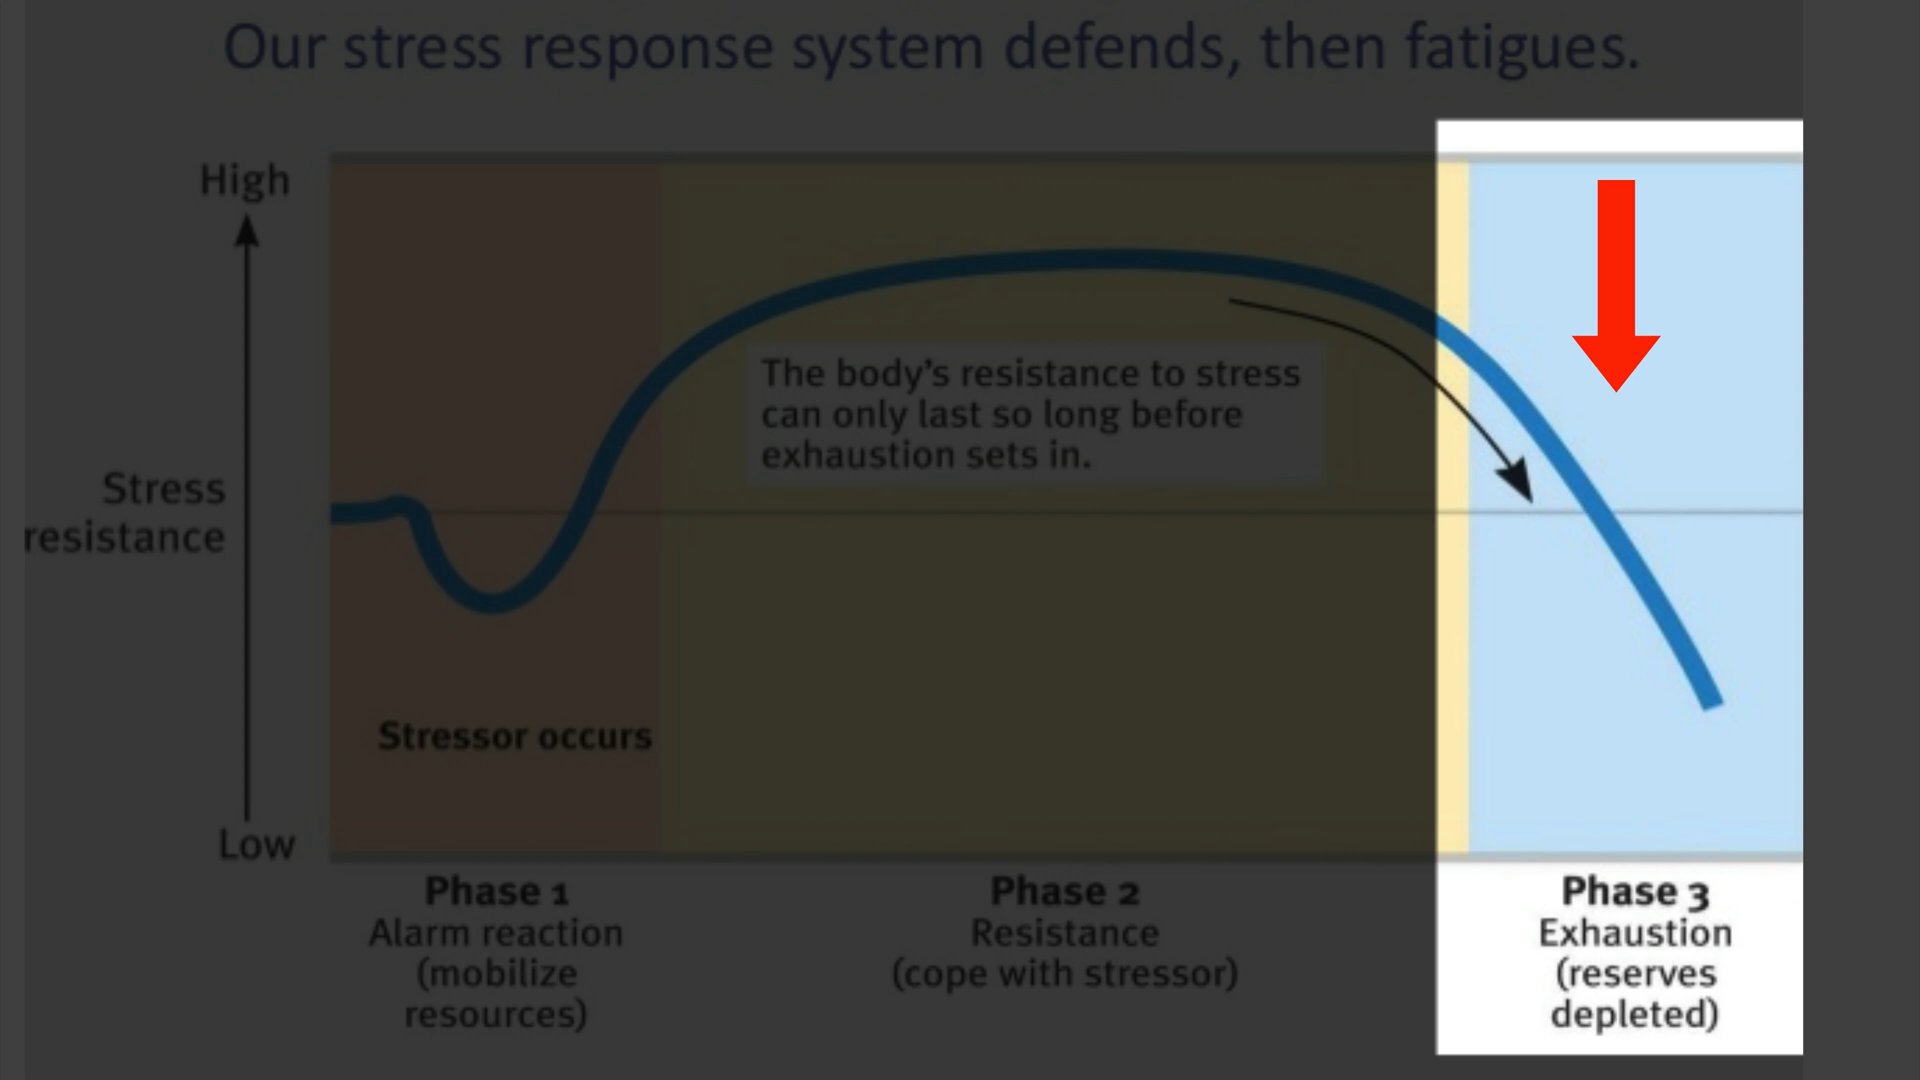 Our stress response system defends, then fatigues.
High
Stress
resistance
Low
The body's resistance to stress
can only last so long before
exhaustion sets in.
Stressor occurs
Phase 1
Alarm reaction
(mobilize
resources)
Phase 2
Resistance
(cope with stressor)
Phase 3
Exhaustion
(reserves
depleted)